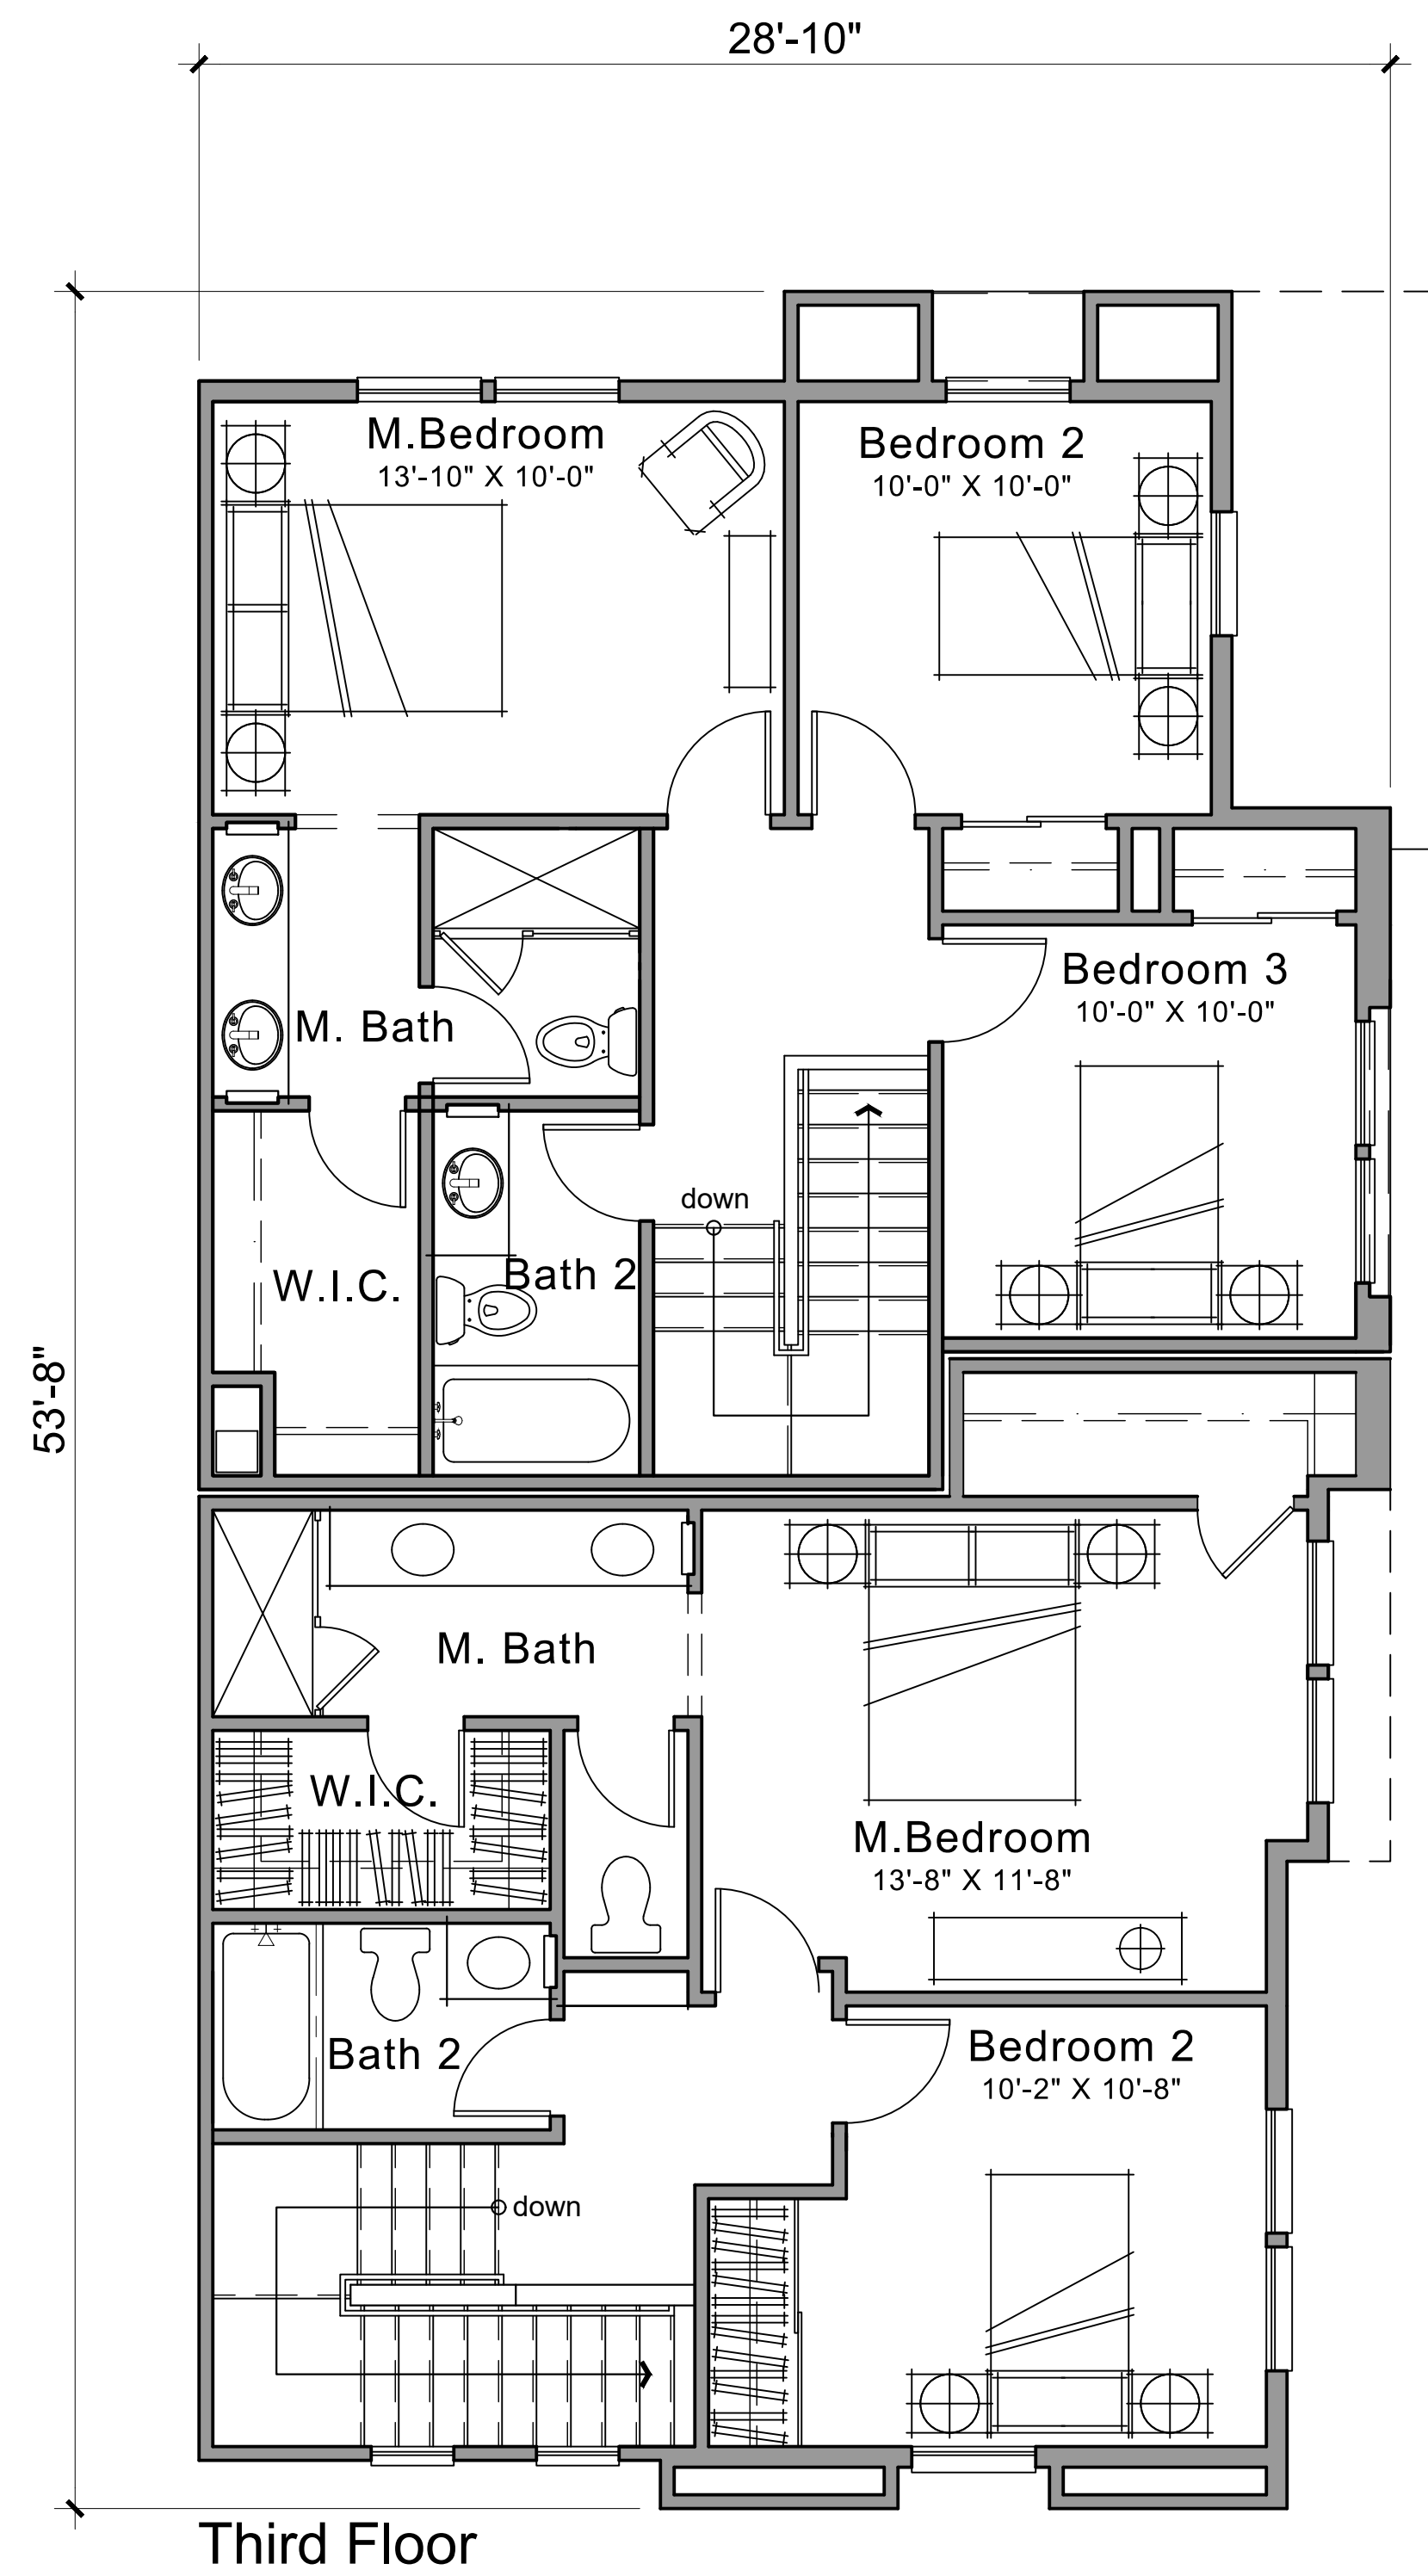 28'-10"
M.Bedroom
13'-10" X 10'-0"
Bedroom 2
10'-0" X 10'-0"
Bedroom 3
10'-0" X 10'-0"
M. Bath
down
Bath 2
W.I.C.
53'-8"
M. Bath
W.I.C.
M.Bedroom
13'-8" X 11'-8"
Bath 2
Bedroom 2
10'-2" X 10'-8"
down
Third Floor